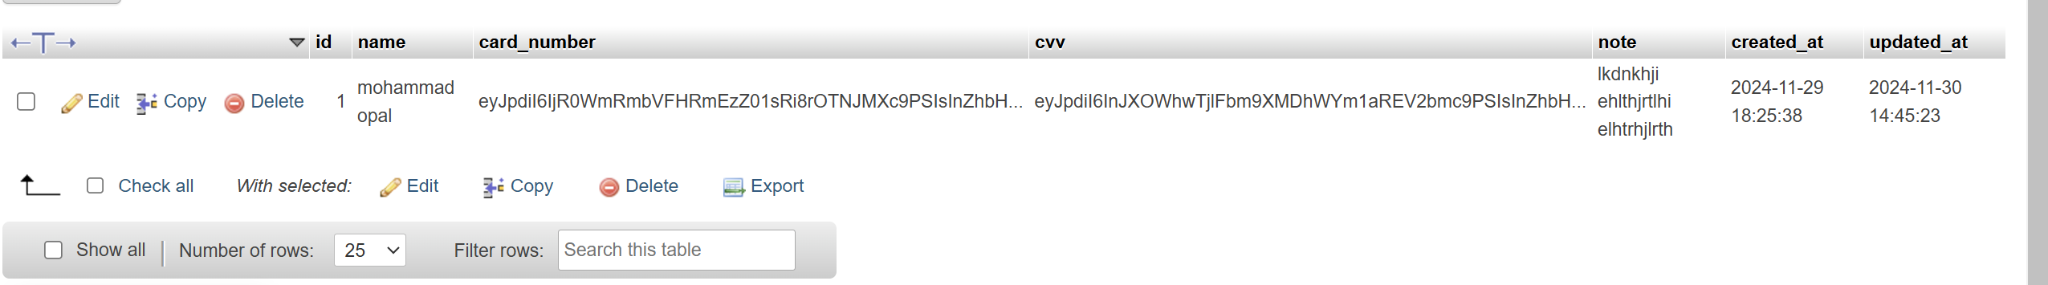 id name card_number cvv note created_at updated_at
Edit Copy Delete 1 mohammad opal eyJpdiI6IjR0WmRmbVFHRmEzZ01sRi8rOTNJMXc9PSIsInZhbH... eyJpdiI6InJXOWhwTjlFbm9XMDhWYm1aREV2bmc9PSIsInZhbH... lkdnkhji ehlthjrtlhi elhtrhjlrth 2024-11-29 18:25:38 2024-11-30 14:45:23
Check all With selected: Edit Copy Delete Export
Show all Number of rows: 25 Filter rows: Search this table